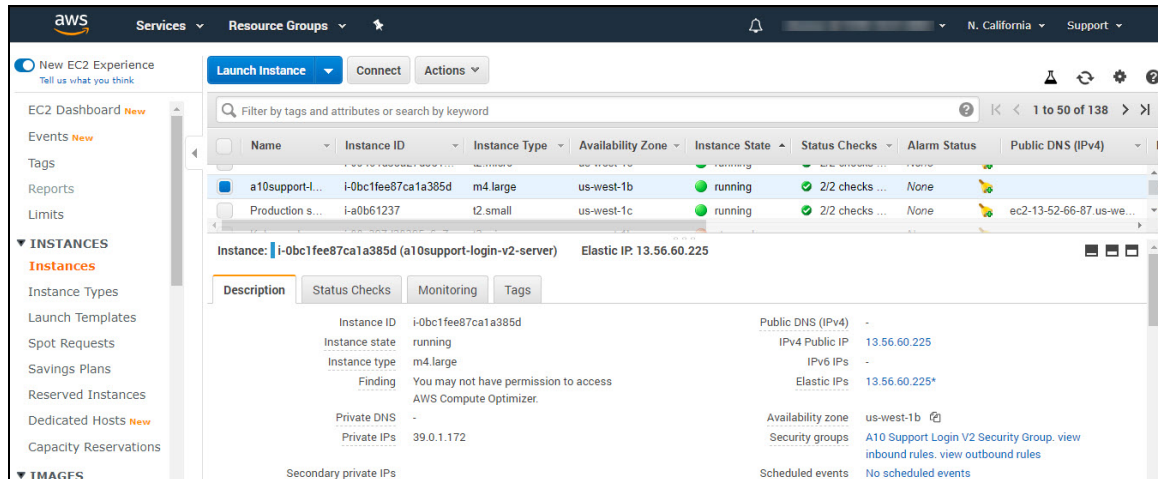 aws Services Resource Groups N. California Support
New EC2 Experience
Tell us what you think
Launch Instance Connect Actions
EC2 Dashboard New
Events New
Tags
Reports
Limits
INSTANCES
Instances
Instance Types
Launch Templates
Spot Requests
Savings Plans
Reserved Instances
Dedicated Hosts New
Capacity Reservations
IMAGES
Filter by tags and attributes or search by keyword 1 to 50 of 138
Name Instance ID Instance Type Availability Zone Instance State Status Checks Alarm Status Public DNS (IPv4)
a10support-l... i-0bc1fee87ca1a385d m4.large us-west-1b running 2/2 checks ... None
Production s... i-a0b61237 t2.small us-west-1c running 2/2 checks ... None ec2-13-52-66-87.us-we...
Instance: i-0bc1fee87ca1a385d (a10support-login-v2-server) Elastic IP: 13.56.60.225
Description Status Checks Monitoring Tags
Instance ID i-0bc1fee87ca1a385d Public DNS (IPv4) -
Instance state running IPv4 Public IP 13.56.60.225
Instance type m4.large IPv6 IPs -
Finding You may not have permission to access Elastic IPs 13.56.60.225*
AWS Compute Optimizer.
Private DNS - Availability zone us-west-1b
Private IPs 39.0.1.172 Security groups A10 Support Login V2 Security Group. view
inbound rules. view outbound rules
Secondary private IPs Scheduled events No scheduled events